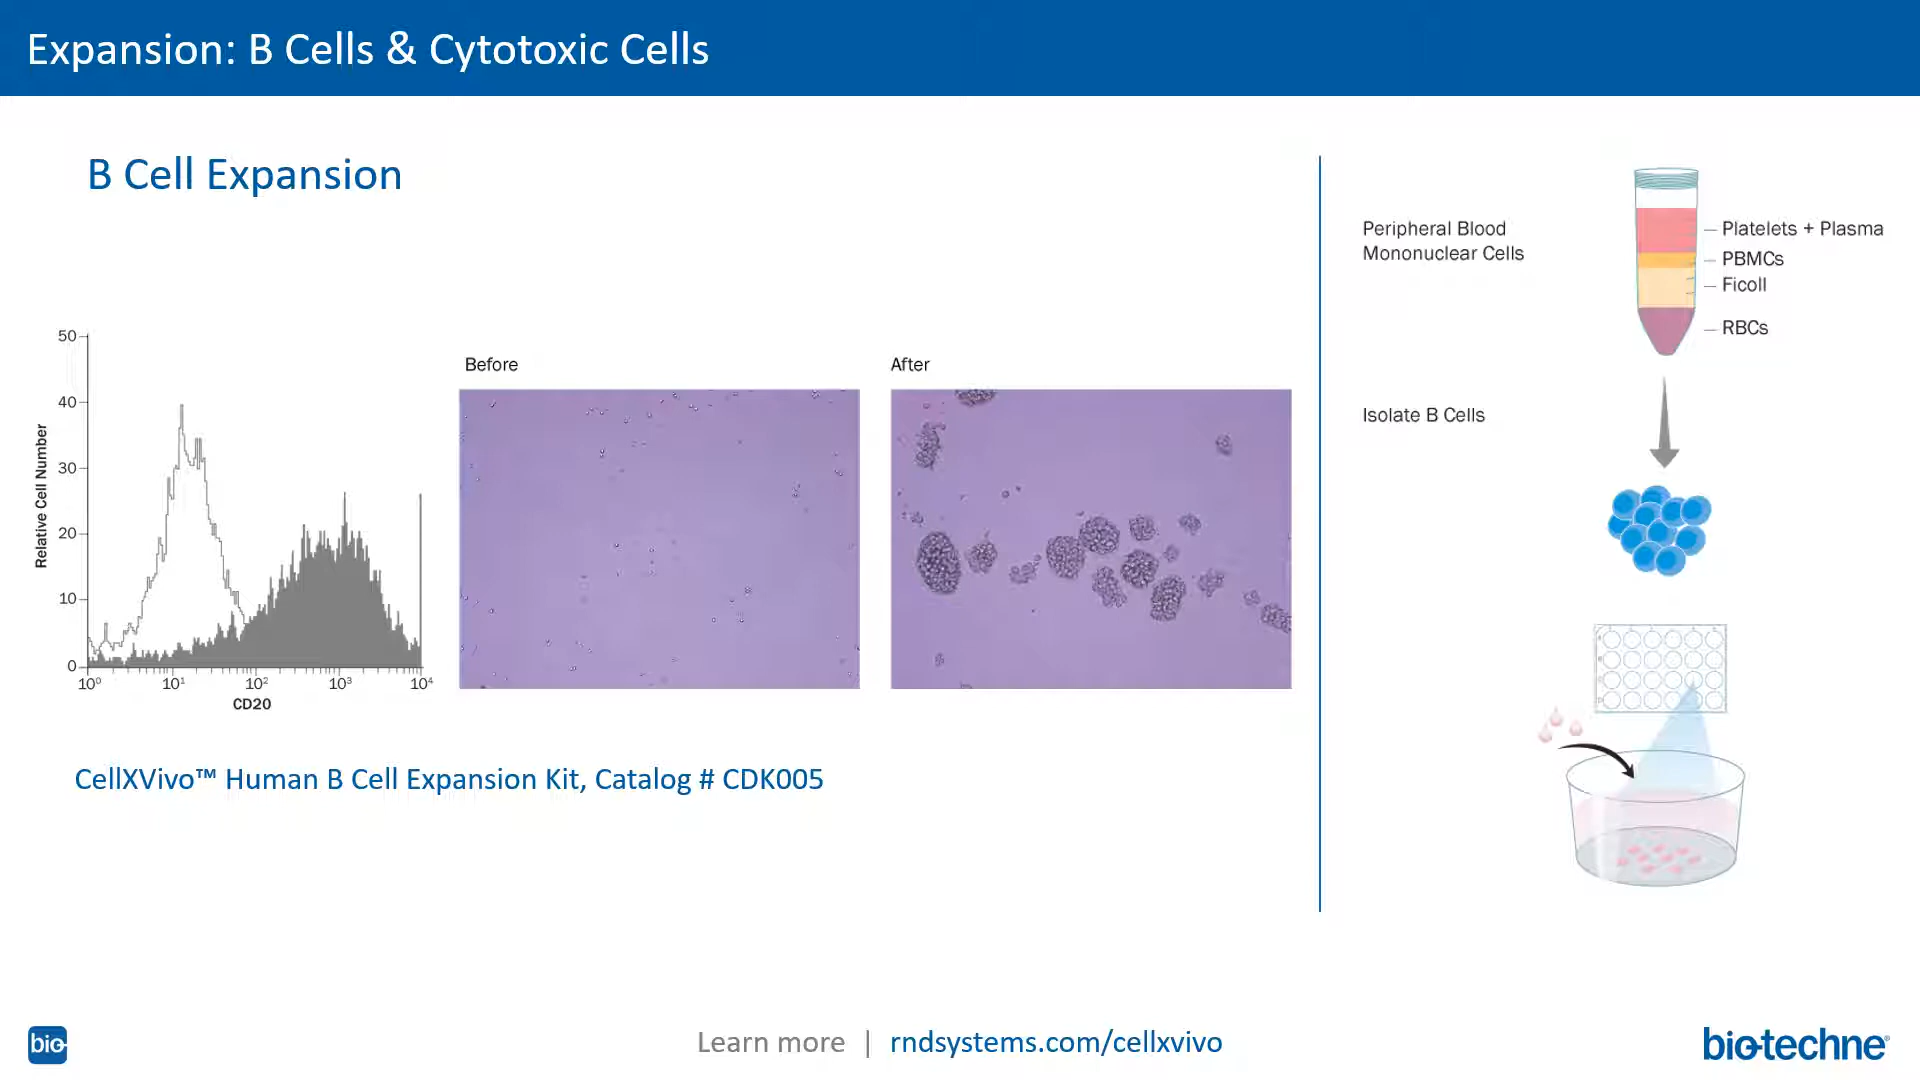 Expansion: B Cells & Cytotoxic Cells
B Cell Expansion
50
40
30
20
10
0
Relative Cell Number
10⁰ 10¹ 10² 10³ 10⁴
CD20
Before
After
CellXVivo™ Human B Cell Expansion Kit, Catalog # CDK005
Peripheral Blood
Mononuclear Cells
Platelets + Plasma
PBMCs
Ficoll
RBCs
Isolate B Cells
bio-
Learn more | rndsystems.com/cellxvivo
bio-techne®